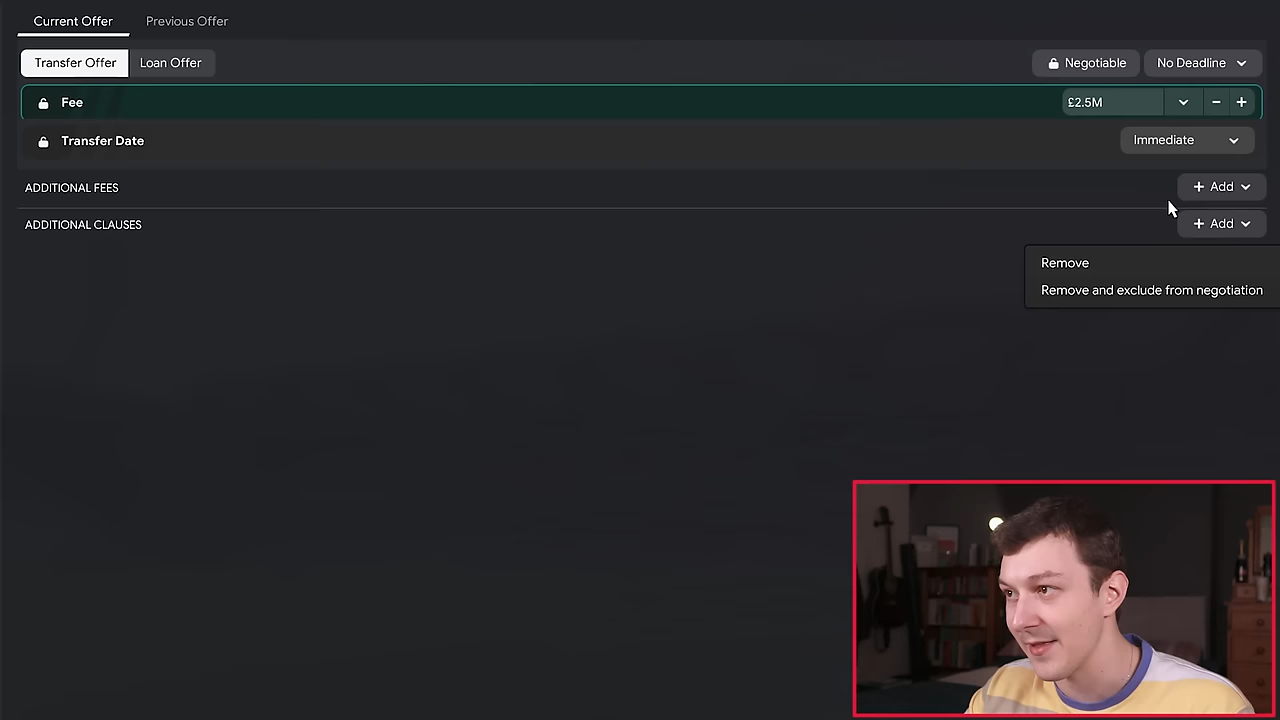 Current Offer Previous Offer
Transfer Offer Loan Offer Negotiable No Deadline
Fee £2.5M
Transfer Date Immediate
ADDITIONAL FEES + Add
ADDITIONAL CLAUSES + Add
Remove
Remove and exclude from negotiation